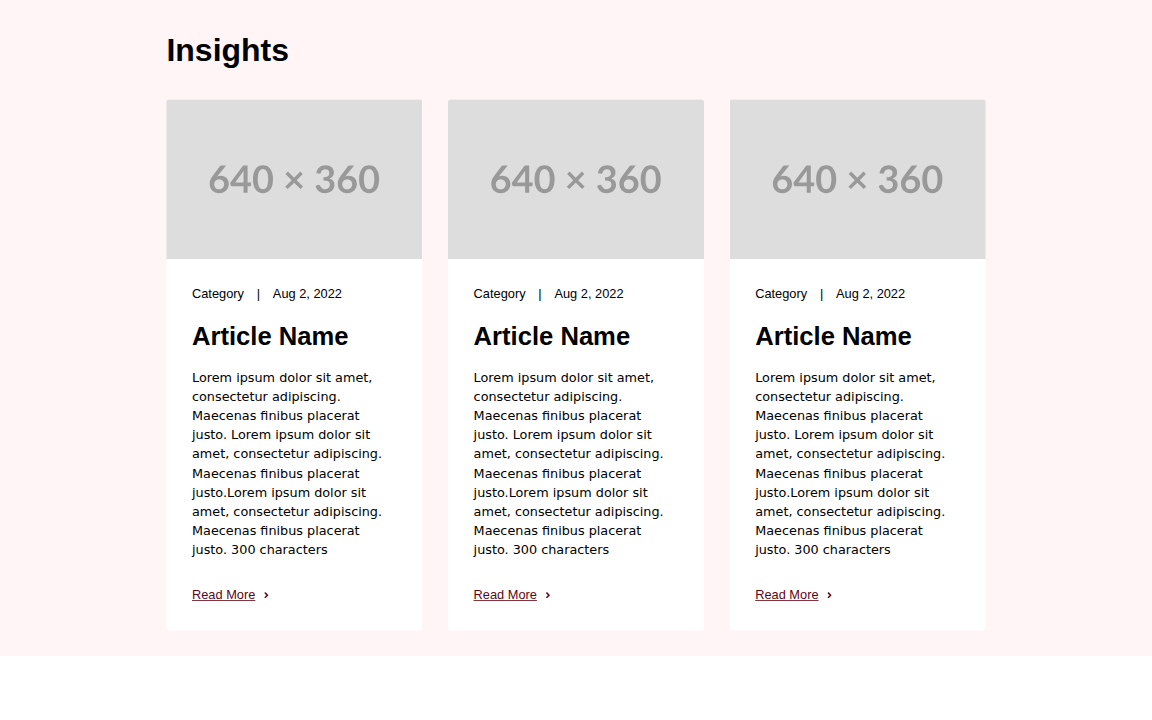 Insights
640 × 360
Category | Aug 2, 2022
Article Name
Lorem ipsum dolor sit amet,
consectetur adipiscing.
Maecenas finibus placerat
justo. Lorem ipsum dolor sit
amet, consectetur adipiscing.
Maecenas finibus placerat
justo.Lorem ipsum dolor sit
amet, consectetur adipiscing.
Maecenas finibus placerat
justo. 300 characters
Read More ›
640 × 360
Category | Aug 2, 2022
Article Name
Lorem ipsum dolor sit amet,
consectetur adipiscing.
Maecenas finibus placerat
justo. Lorem ipsum dolor sit
amet, consectetur adipiscing.
Maecenas finibus placerat
justo.Lorem ipsum dolor sit
amet, consectetur adipiscing.
Maecenas finibus placerat
justo. 300 characters
Read More ›
640 × 360
Category | Aug 2, 2022
Article Name
Lorem ipsum dolor sit amet,
consectetur adipiscing.
Maecenas finibus placerat
justo. Lorem ipsum dolor sit
amet, consectetur adipiscing.
Maecenas finibus placerat
justo.Lorem ipsum dolor sit
amet, consectetur adipiscing.
Maecenas finibus placerat
justo. 300 characters
Read More ›